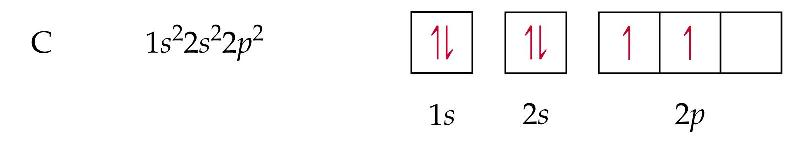 C 1s²2s²2p² ⥮ ⥮ ↿ ↿
1s 2s 2p